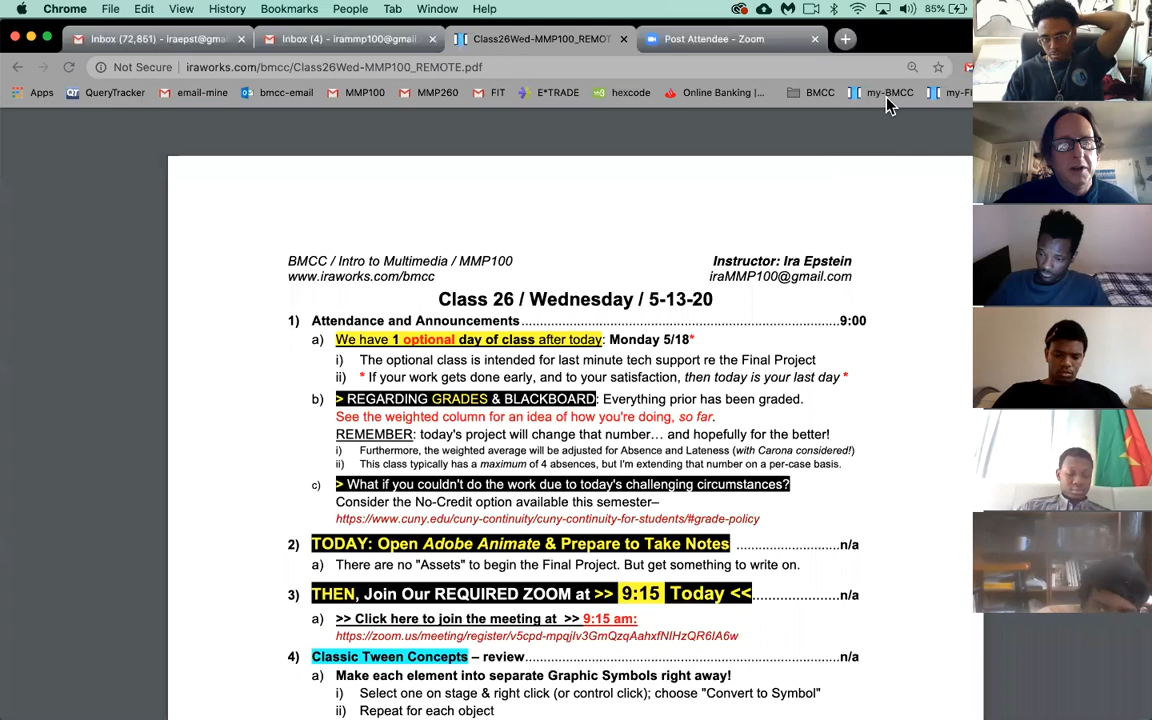 Chrome File Edit View History Bookmarks People Tab Window Help 85%
Inbox (72,851) - iraepst@gma Inbox (4) - irammp100@gmail Class26Wed-MMP100_REMOT Post Attendee - Zoom
Not Secure iraworks.com/bmcc/Class26Wed-MMP100_REMOTE.pdf
Apps QueryTracker email-mine bmcc-email MMP100 MMP260 FIT E*TRADE hexcode Online Banking |... BMCC my-BMCC my-FI
BMCC / Intro to Multimedia / MMP100 Instructor: Ira Epstein
www.iraworks.com/bmcc iraMMP100@gmail.com
Class 26 / Wednesday / 5-13-20
1) Attendance and Announcements 9:00
a) We have 1 optional day of class after today: Monday 5/18*
i) The optional class is intended for last minute tech support re the Final Project
ii) * If your work gets done early, and to your satisfaction, then today is your last day *
b) > REGARDING GRADES & BLACKBOARD: Everything prior has been graded.
See the weighted column for an idea of how you're doing, so far.
REMEMBER: today's project will change that number… and hopefully for the better!
i) Furthermore, the weighted average will be adjusted for Absence and Lateness (with Carona considered!)
ii) This class typically has a maximum of 4 absences, but I'm extending that number on a per-case basis.
c) > What if you couldn't do the work due to today's challenging circumstances?
Consider the No-Credit option available this semester–
https://www.cuny.edu/cuny-continuity/cuny-continuity-for-students/#grade-policy
2) TODAY: Open Adobe Animate & Prepare to Take Notes n/a
a) There are no "Assets" to begin the Final Project. But get something to write on.
3) THEN, Join Our REQUIRED ZOOM at >> 9:15 Today << n/a
a) >> Click here to join the meeting at >> 9:15 am:
https://zoom.us/meeting/register/v5cpd-mpqjIv3GmQzqAahxfNIHzQR6IA6w
4) Classic Tween Concepts – review n/a
a) Make each element into separate Graphic Symbols right away!
i) Select one on stage & right click (or control click); choose "Convert to Symbol"
ii) Repeat for each object